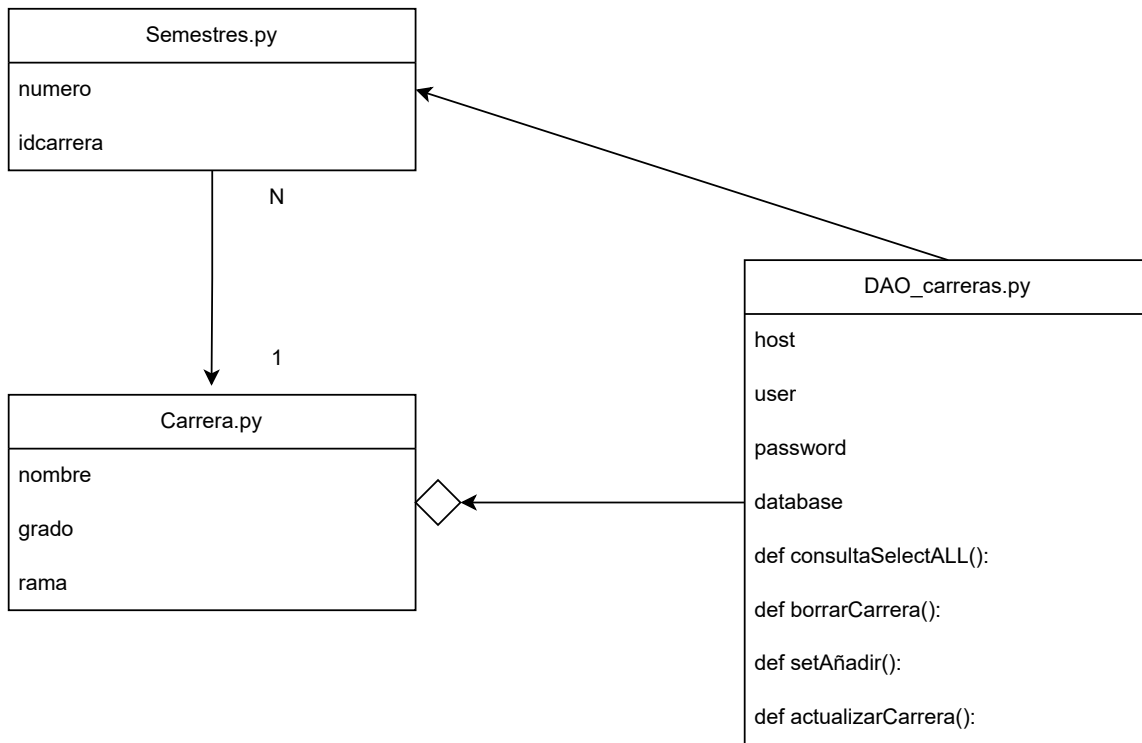 Semestres.py
numero
idcarrera
N
1
Carrera.py
nombre
grado
rama
DAO_carreras.py
host
user
password
database
def consultaSelectALL():
def borrarCarrera():
def setAñadir():
def actualizarCarrera():